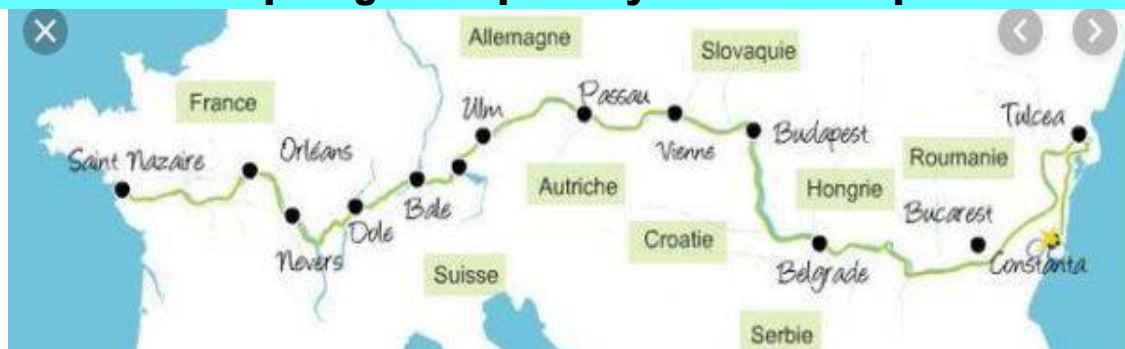 Allemagne
Slovaquie
France
Ulm
Passau
Tulcea
Saint Nazaire
Orléans
Vienne
Budapest
Roumanie
Autriche
Hongrie
Bale
Bucarest
Dole
Croatie
Nevers
Constanta
Belgrade
Suisse
Serbie